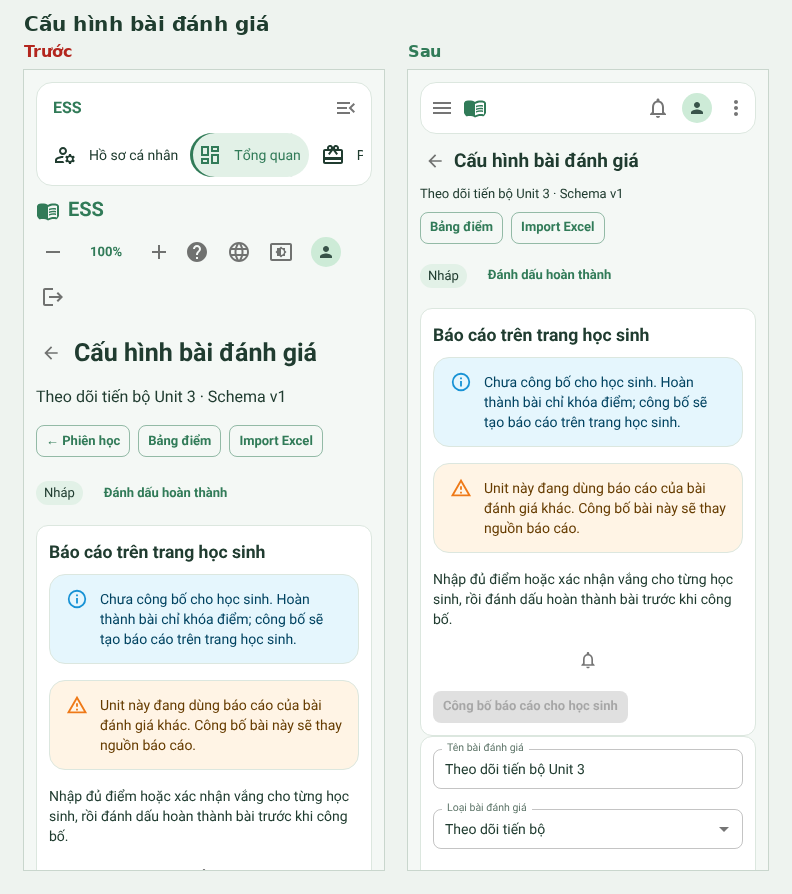 Cấu hình bài đánh giá
Trước
ESS
Hồ sơ cá nhân
Tổng quan
ESS
100%
Cấu hình bài đánh giá
Theo dõi tiến bộ Unit 3 · Schema v1
← Phiên học
Bảng điểm
Import Excel
Nháp
Đánh dấu hoàn thành
Báo cáo trên trang học sinh
Chưa công bố cho học sinh. Hoàn
thành bài chỉ khóa điểm; công bố sẽ
tạo báo cáo trên trang học sinh.
Unit này đang dùng báo cáo của bài
đánh giá khác. Công bố bài này sẽ thay
nguồn báo cáo.
Nhập đủ điểm hoặc xác nhận vắng cho từng học
sinh, rồi đánh dấu hoàn thành bài trước khi công
bố.
Sau
Cấu hình bài đánh giá
Theo dõi tiến bộ Unit 3 · Schema v1
Bảng điểm
Import Excel
Nháp
Đánh dấu hoàn thành
Báo cáo trên trang học sinh
Chưa công bố cho học sinh. Hoàn
thành bài chỉ khóa điểm; công bố sẽ
tạo báo cáo trên trang học sinh.
Unit này đang dùng báo cáo của bài
đánh giá khác. Công bố bài này sẽ thay
nguồn báo cáo.
Nhập đủ điểm hoặc xác nhận vắng cho từng học
sinh, rồi đánh dấu hoàn thành bài trước khi công
bố.
Công bố báo cáo cho học sinh
Tên bài đánh giá
Theo dõi tiến bộ Unit 3
Loại bài đánh giá
Theo dõi tiến bộ